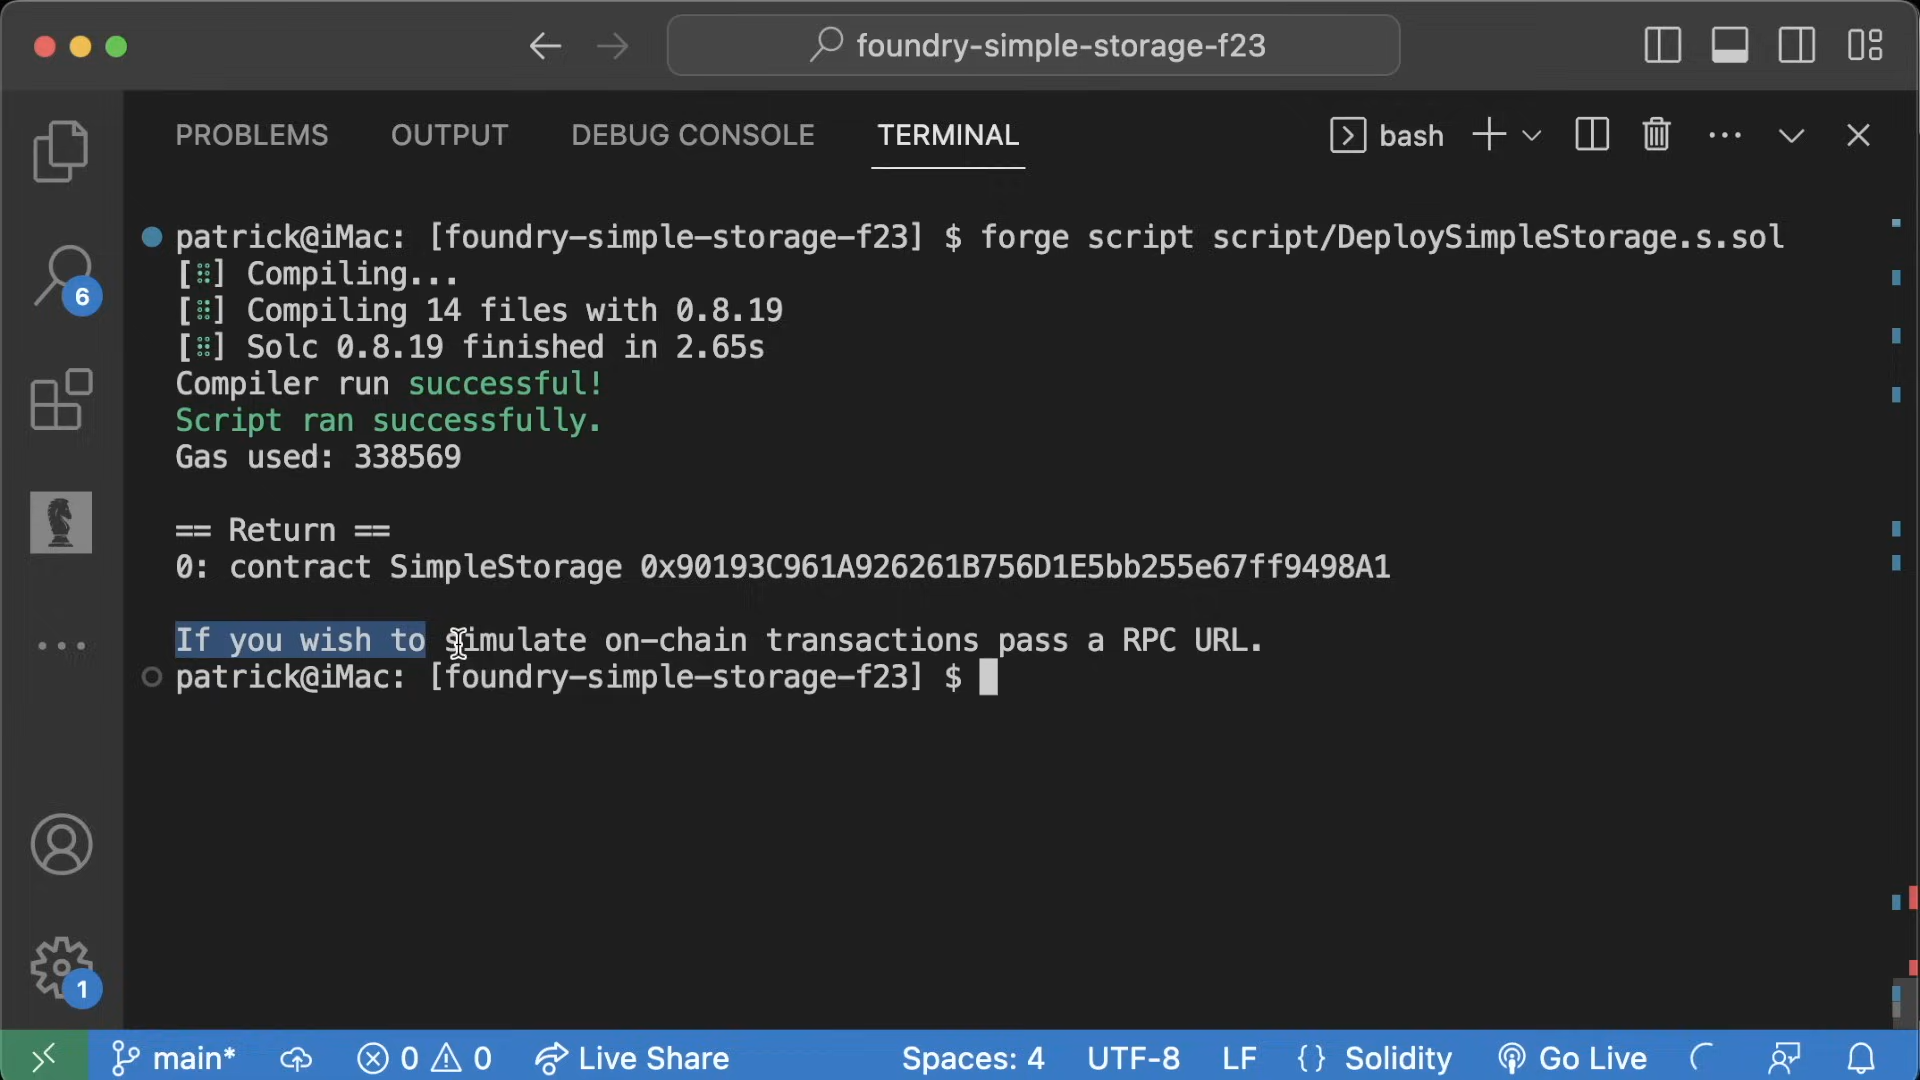 foundry-simple-storage-f23
PROBLEMS OUTPUT DEBUG CONSOLE TERMINAL bash
patrick@iMac: [foundry-simple-storage-f23] $ forge script script/DeploySimpleStorage.s.sol
[⠿] Compiling...
[⠿] Compiling 14 files with 0.8.19
[⠿] Solc 0.8.19 finished in 2.65s
Compiler run successful!
Script ran successfully.
Gas used: 338569
== Return ==
0: contract SimpleStorage 0x90193C961A926261B756D1E5bb255e67ff9498A1
If you wish to simulate on-chain transactions pass a RPC URL.
patrick@iMac: [foundry-simple-storage-f23] $
6
1
main* 0 0 Live Share Spaces: 4 UTF-8 LF {} Solidity Go Live